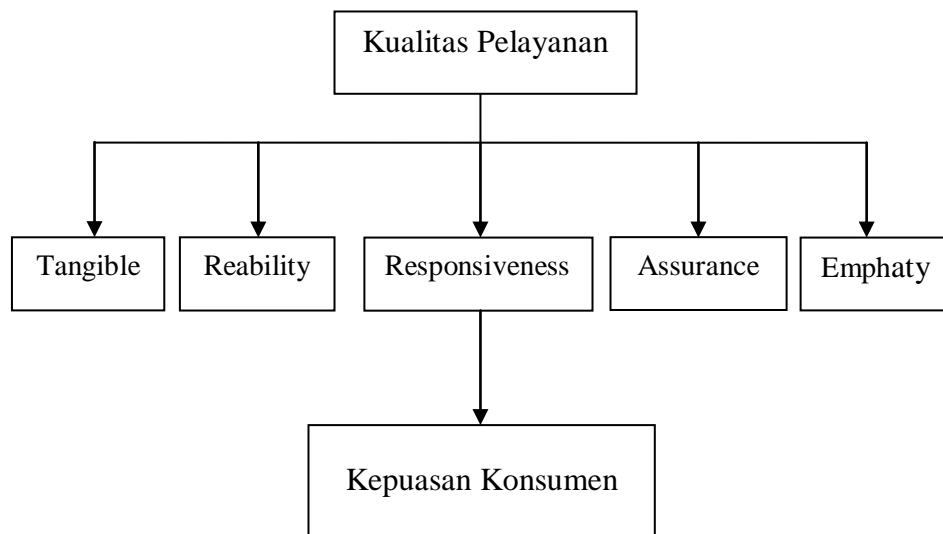 Kualitas Pelayanan
Tangible
Reability
Responsiveness
Assurance
Emphaty
Kepuasan Konsumen